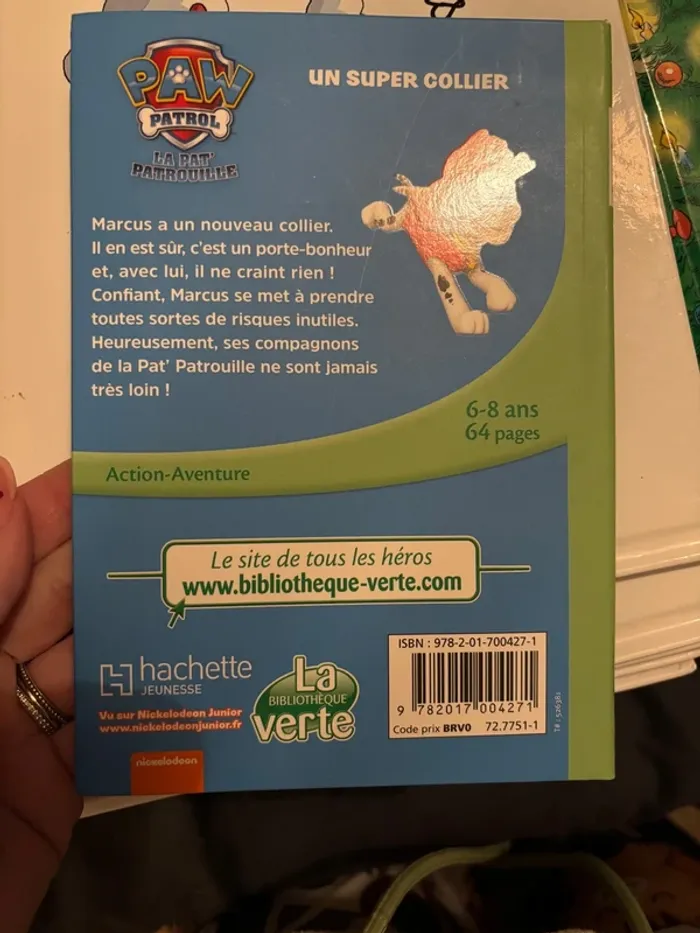 PAW
PATROL
LA PAT'
PATROUILLE
UN SUPER COLLIER
Marcus a un nouveau collier.
Il en est sûr, c'est un porte-bonheur
et, avec lui, il ne craint rien !
Confiant, Marcus se met à prendre
toutes sortes de risques inutiles.
Heureusement, ses compagnons
de la Pat' Patrouille ne sont jamais
très loin !
6-8 ans
64 pages
Action-Aventure
Le site de tous les héros
www.bibliotheque-verte.com
hachette
JEUNESSE
Vu sur Nickelodeon Junior
www.nickelodeonjunior.fr
nickelodeon
La
BIBLIOTHÈQUE
verte
ISBN : 978-2-01-700427-1
9 782017 004271
Code prix BRV0 72.7751-1
T# : 526381